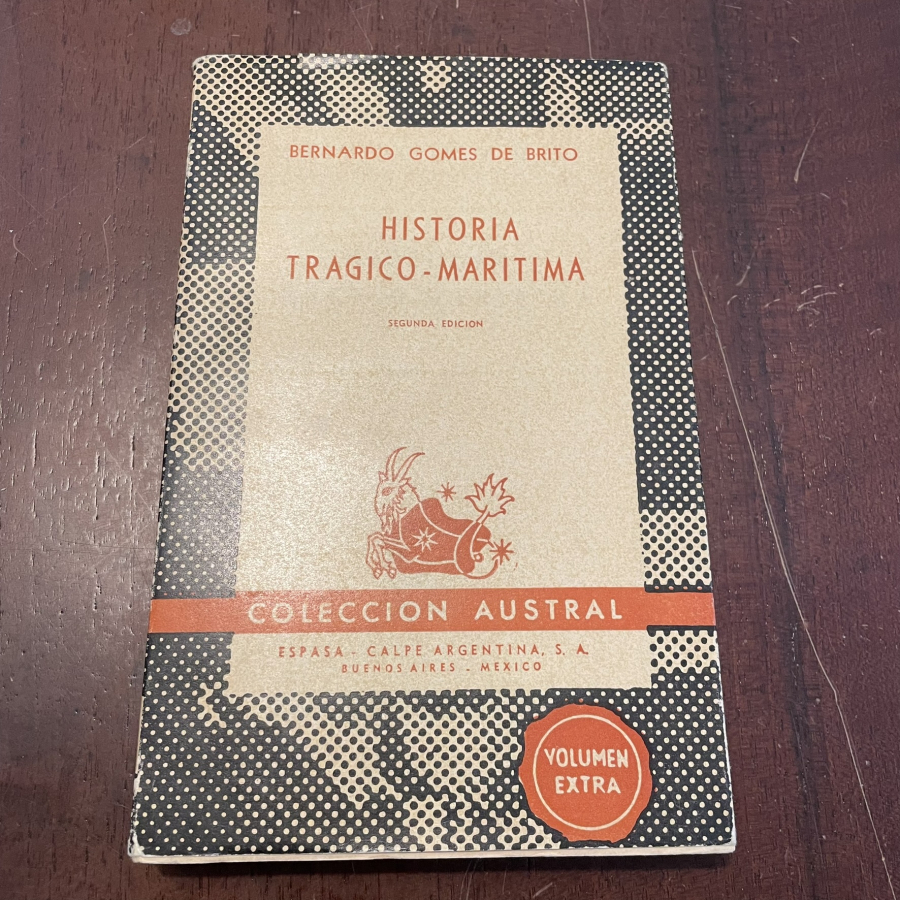 BERNARDO GOMES DE BRITO
HISTORIA
TRAGICO-MARITIMA
SEGUNDA EDICION
COLECCION AUSTRAL
ESPASA - CALPE ARGENTINA, S. A.
BUENOS AIRES - MEXICO
VOLUMEN
EXTRA